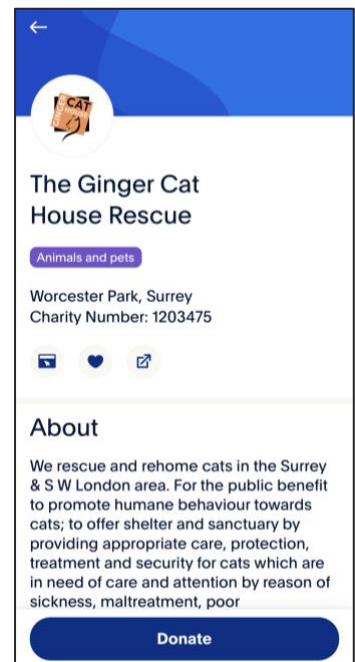 CAT
The Ginger Cat
House Rescue
Animals and pets
Worcester Park, Surrey
Charity Number: 1203475
About
We rescue and rehome cats in the Surrey
& S W London area. For the public benefit
to promote humane behaviour towards
cats; to offer shelter and sanctuary by
providing appropriate care, protection,
treatment and security for cats which are
in need of care and attention by reason of
sickness, maltreatment, poor
Donate